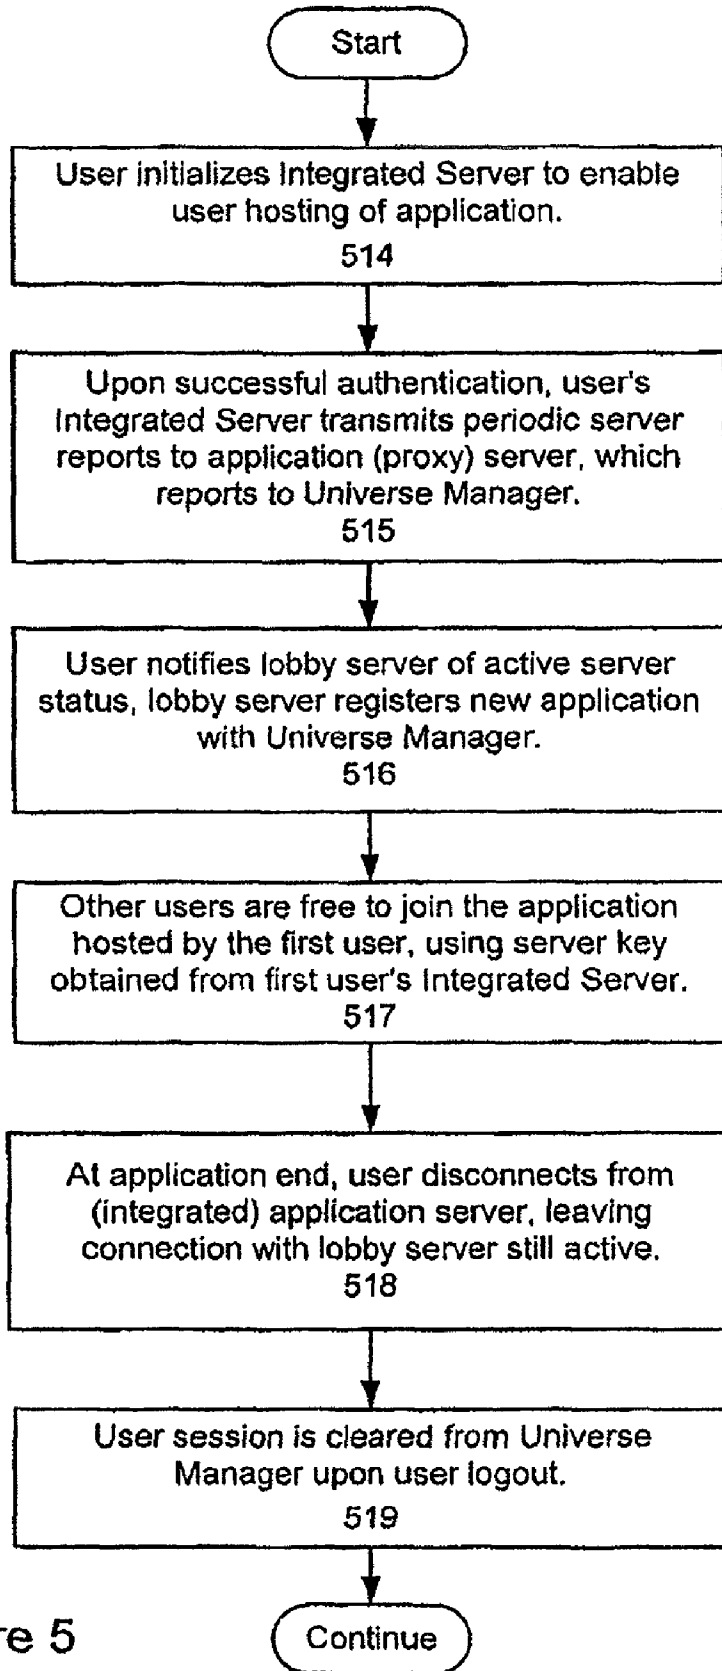 Start
User initializes Integrated Server to enable
user hosting of application.
514
Upon successful authentication, user's
Integrated Server transmits periodic server
reports to application (proxy) server, which
reports to Universe Manager.
515
User notifies lobby server of active server
status, lobby server registers new application
with Universe Manager.
516
Other users are free to join the application
hosted by the first user, using server key
obtained from first user's Integrated Server.
517
At application end, user disconnects from
(integrated) application server, leaving
connection with lobby server still active.
518
User session is cleared from Universe
Manager upon user logout.
519
re 5
Continue